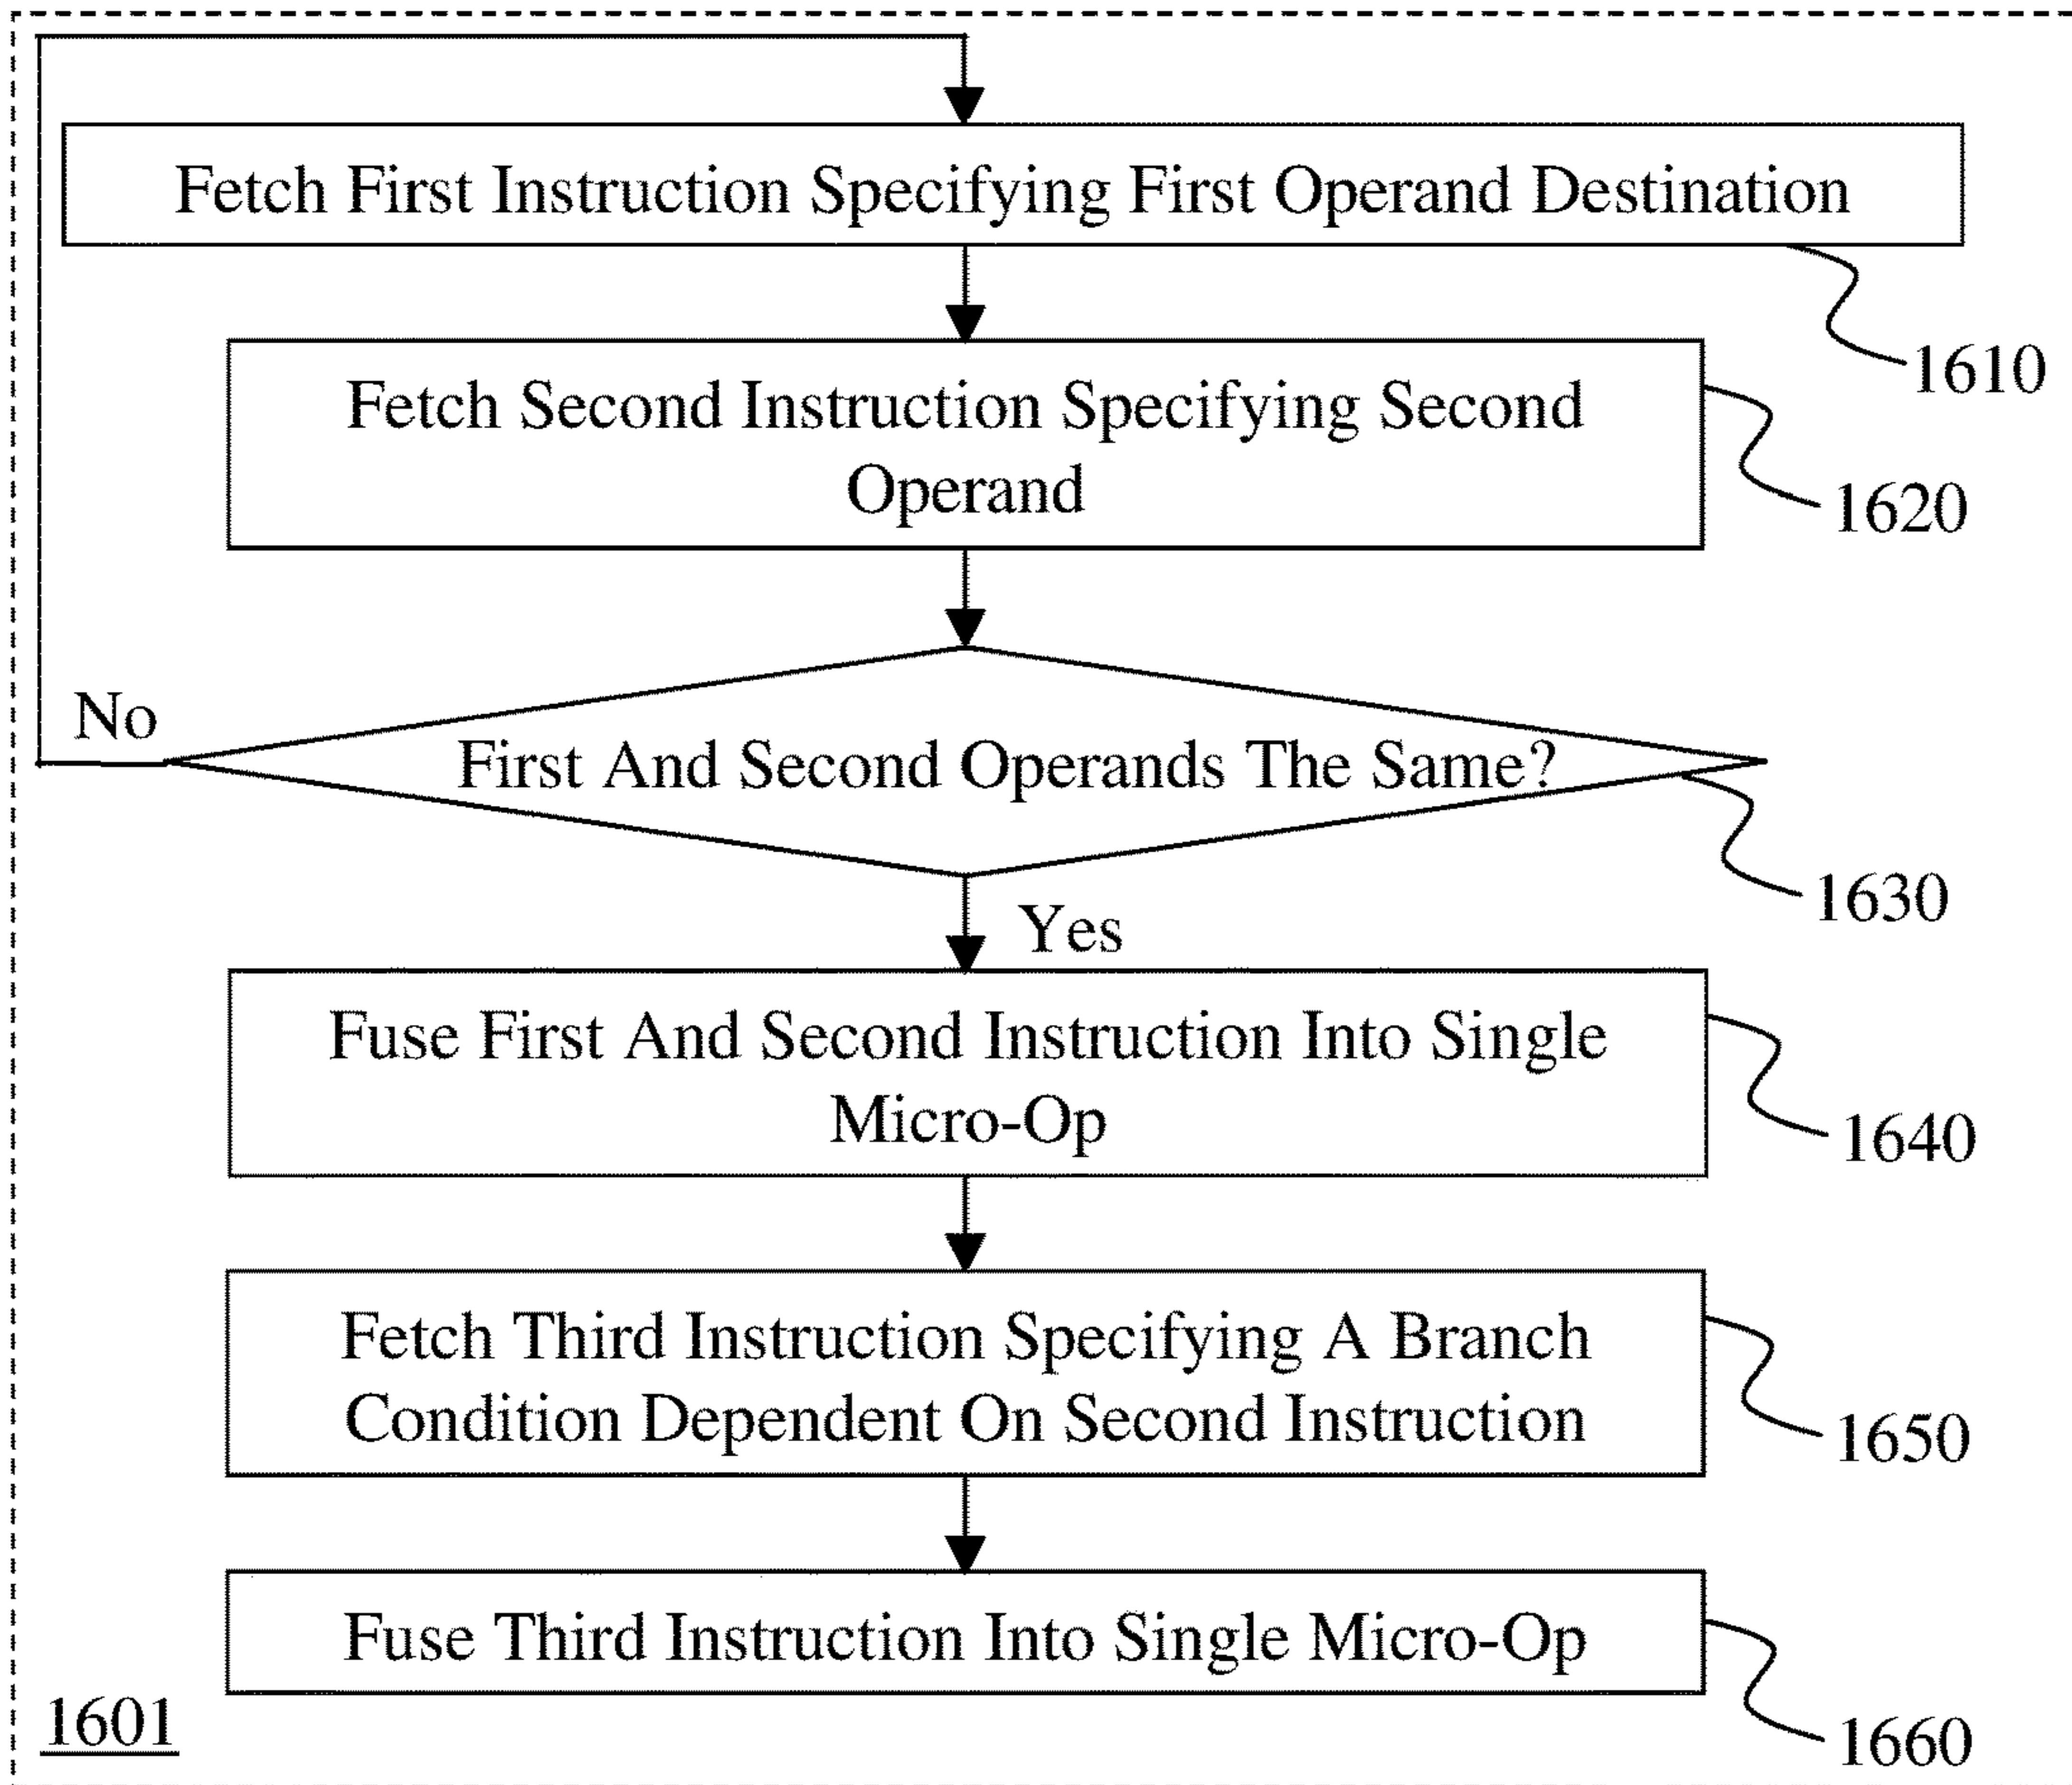 Fetch First Instruction Specifying First Operand Destination
1610
Fetch Second Instruction Specifying Second
Operand
1620
No
First And Second Operands The Same?
1630
Yes
Fuse First And Second Instruction Into Single
Micro-Op
1640
Fetch Third Instruction Specifying A Branch
Condition Dependent On Second Instruction
1650
Fuse Third Instruction Into Single Micro-Op
1660
1601